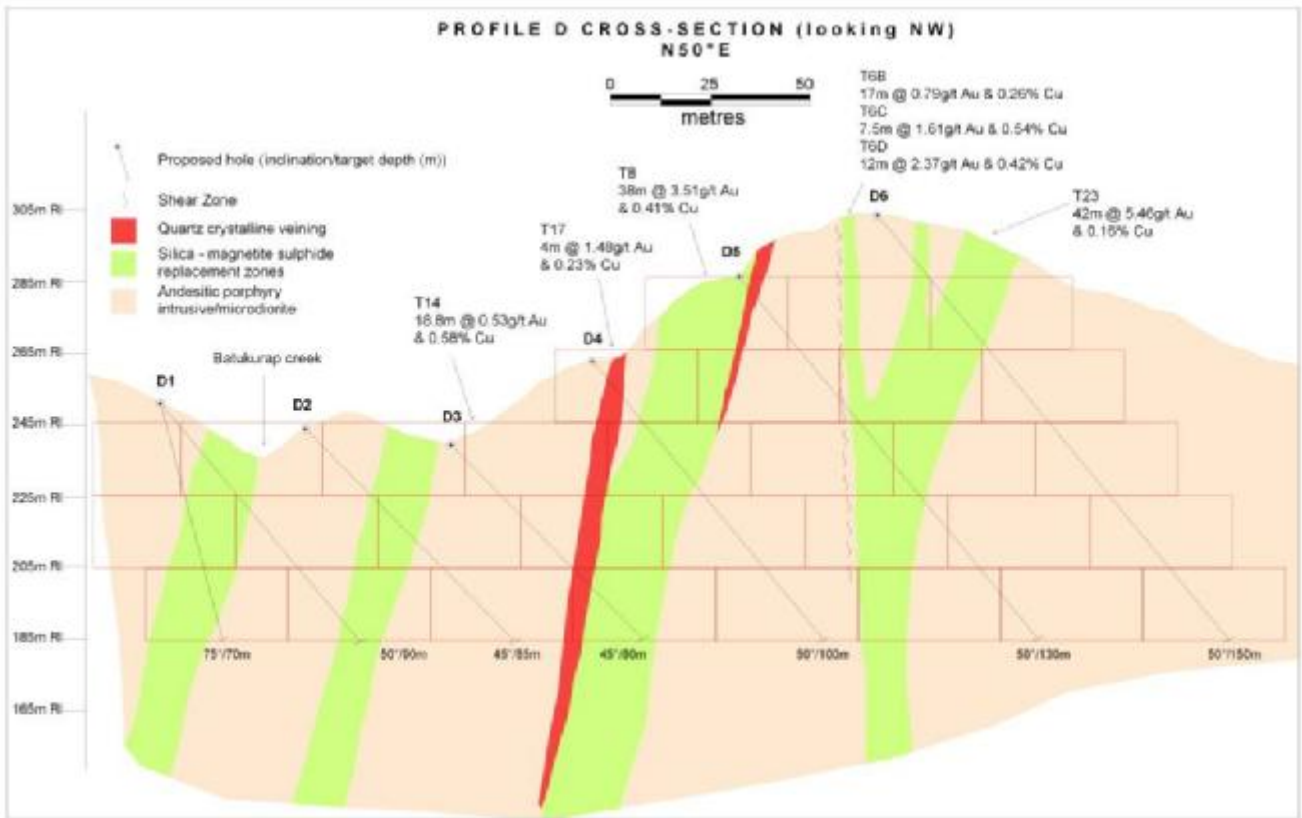 PROFILE D CROSS-SECTION (looking NW)
N50°E
0 25 50
metres
T6B
17m @ 0.79g/t Au & 0.26% Cu
T6C
7.5m @ 1.61g/t Au & 0.54% Cu
T6D
12m @ 2.37g/t Au & 0.42% Cu
Proposed hole (inclination/target depth (m))
Shear Zone
Quartz crystalline veining
Silica - magnetite sulphide
replacement zones
Andesitic porphyry
intrusive/microdiorite
T8
38m @ 3.51g/t Au
& 0.41% Cu
D6
T23
42m @ 5.46g/t Au
& 0.15% Cu
T17
4m @ 1.48g/t Au
& 0.23% Cu
D5
T14
18.8m @ 0.53g/t Au
& 0.58% Cu
D4
Batukurap creek
D1
D2
D3
305m Rl
285m Rl
265m Rl
245m Rl
225m Rl
205m Rl
185m Rl
165m Rl
75°/70m
50°/90m
45°/85m
45°/80m
50°/100m
50°/130m
50°/150m